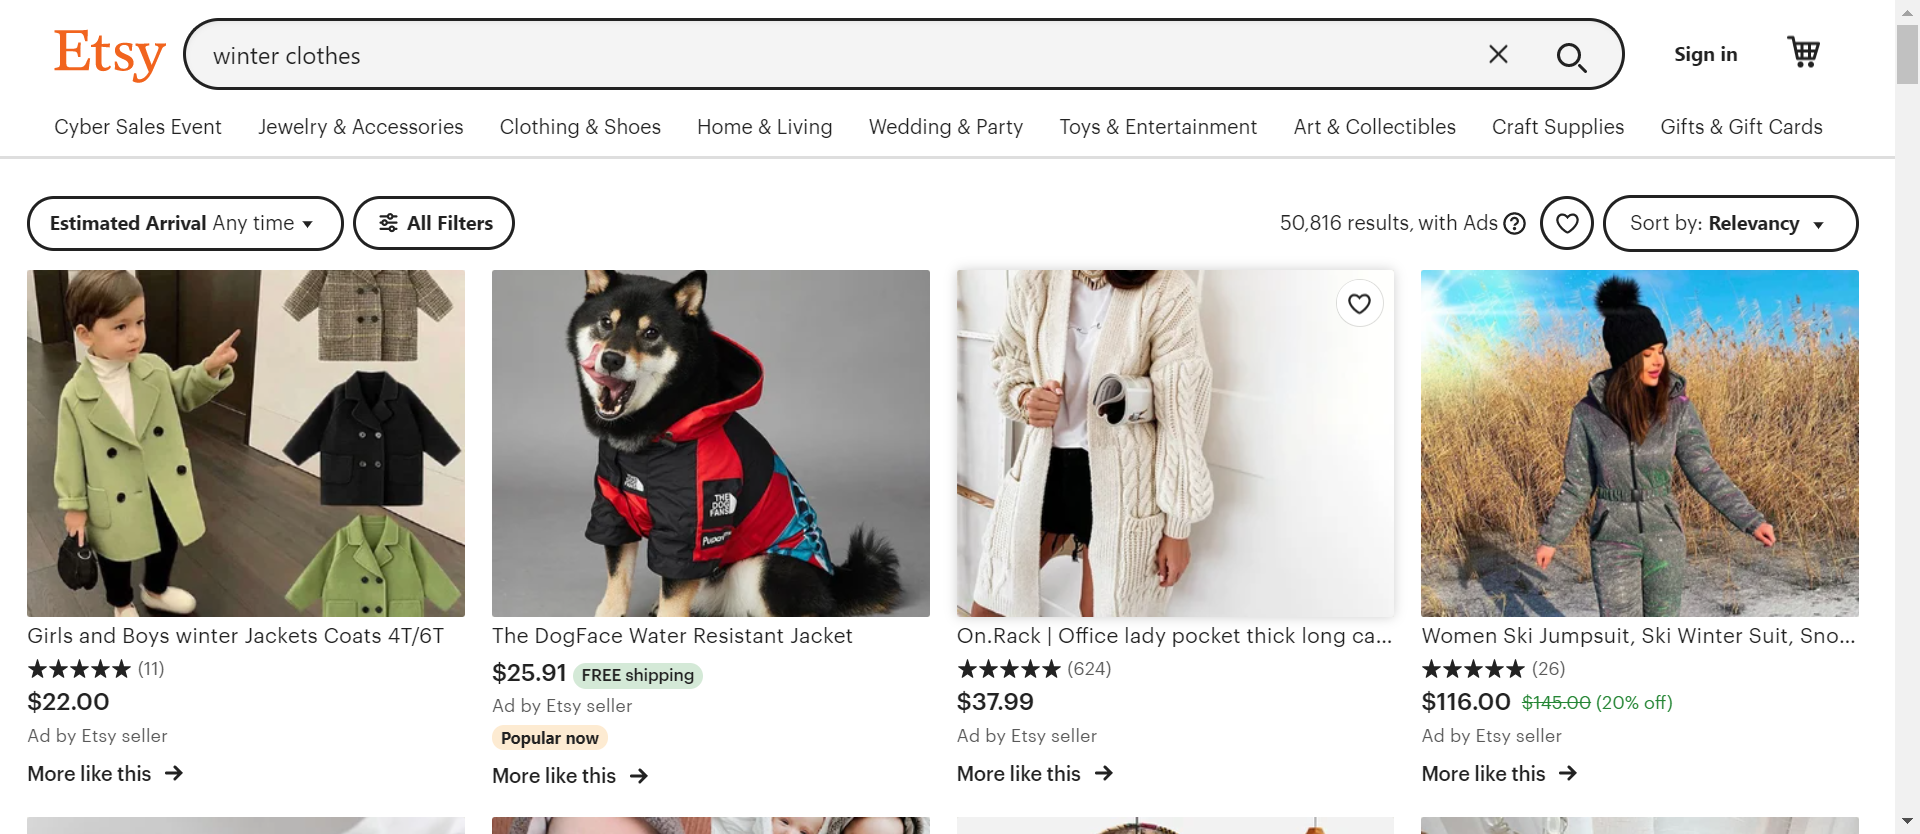 Etsy
winter clothes
Sign in
Cyber Sales Event
Jewelry & Accessories
Clothing & Shoes
Home & Living
Wedding & Party
Toys & Entertainment
Art & Collectibles
Craft Supplies
Gifts & Gift Cards
Estimated Arrival Any time
All Filters
50,816 results, with Ads
Sort by: Relevancy
THE
DOG
FANS
Girls and Boys winter Jackets Coats 4T/6T
(11)
$22.00
Ad by Etsy seller
More like this
The DogFace Water Resistant Jacket
$25.91 FREE shipping
Ad by Etsy seller
Popular now
More like this
On.Rack | Office lady pocket thick long ca...
(624)
$37.99
Ad by Etsy seller
More like this
Women Ski Jumpsuit, Ski Winter Suit, Sno...
(26)
$116.00 $145.00 (20% off)
Ad by Etsy seller
More like this